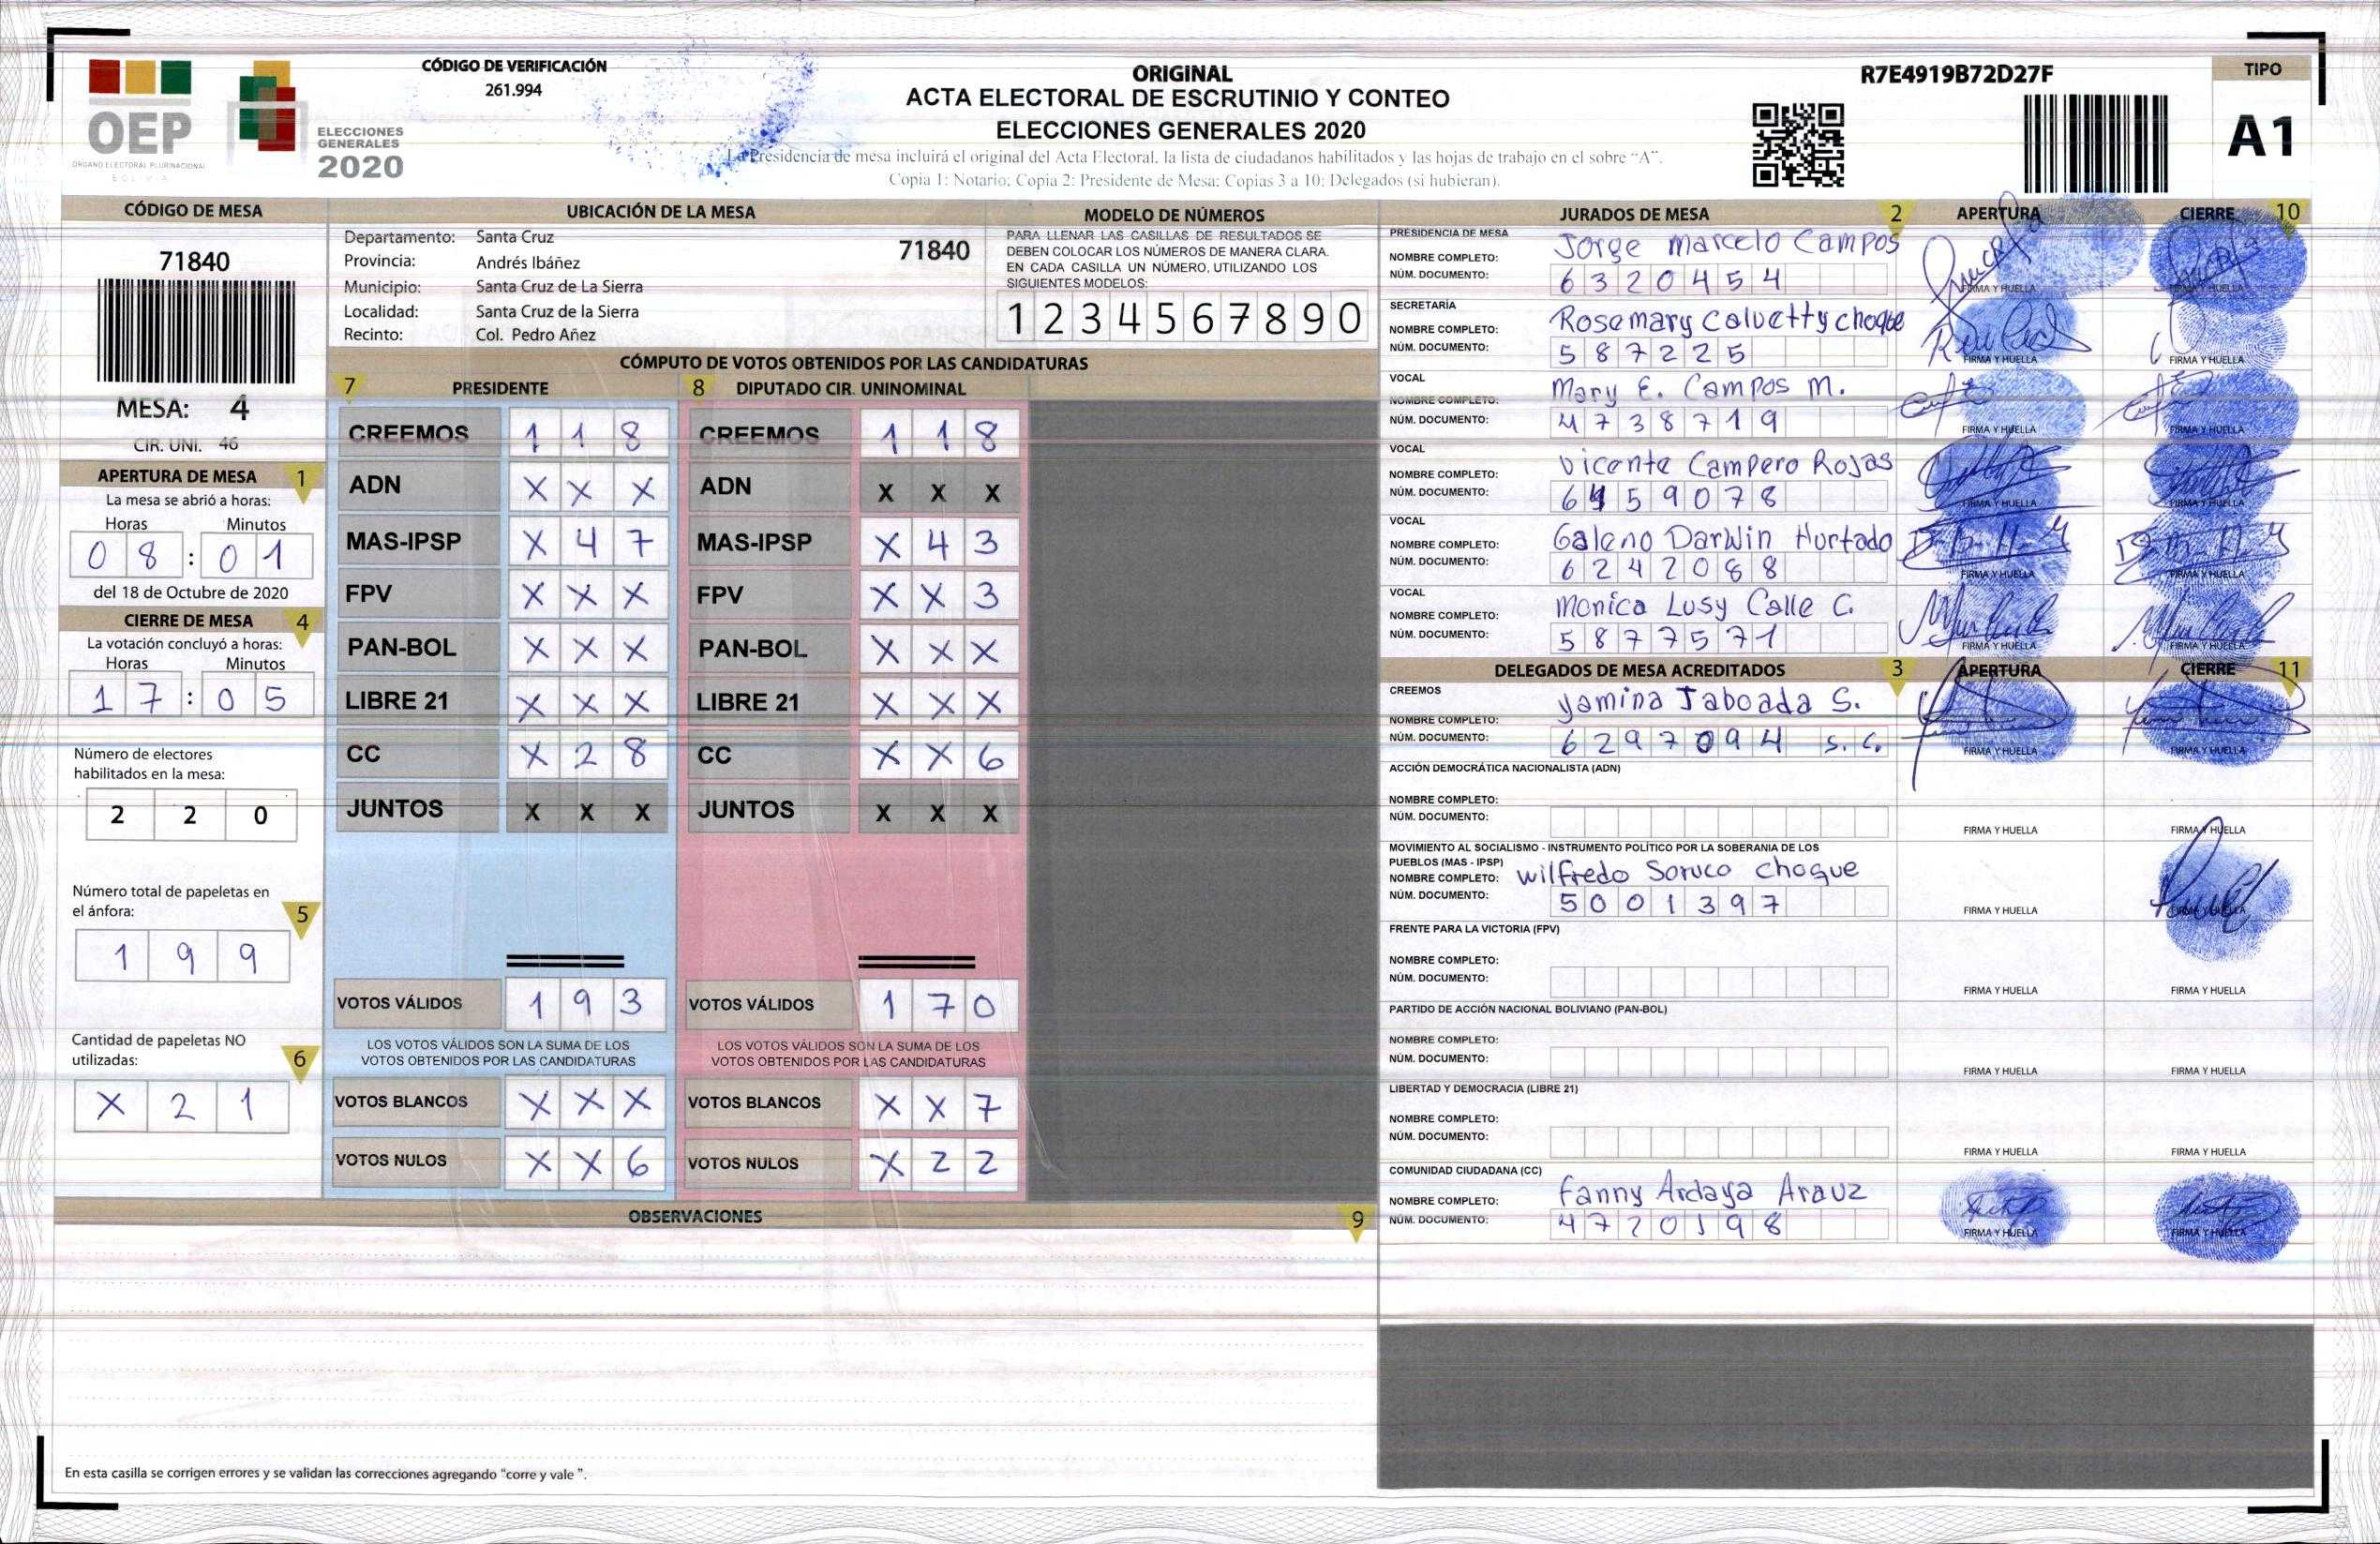 OEP
ÓRGANO ELECTORAL PLURINACIONAL
BOLIVIA
ELECCIONES
GENERALES
2020
CÓDIGO DE VERIFICACIÓN
261.994
ORIGINAL
ACTA ELECTORAL DE ESCRUTINIO Y CONTEO
ELECCIONES GENERALES 2020
La Presidencia de mesa incluirá el original del Acta Electoral, la lista de ciudadanos habilitados y las hojas de trabajo en el sobre "A".
Copia 1: Notario; Copia 2: Presidente de Mesa; Copias 3 a 10: Delegados (si hubieran).
R7E4919B72D27F
TIPO
A1
CÓDIGO DE MESA
71840
MESA: 4
CIR. UNI. 46
APERTURA DE MESA 1
La mesa se abrió a horas:
Horas Minutos
0 8 : 0 1
del 18 de Octubre de 2020
CIERRE DE MESA 4
La votación concluyó a horas:
Horas Minutos
1 7 : 0 5
Número de electores
habilitados en la mesa:
2 2 0
Número total de papeletas en
el ánfora: 5
1 9 9
Cantidad de papeletas NO
utilizadas: 6
X 2 1
UBICACIÓN DE LA MESA
Departamento: Santa Cruz 71840
Provincia: Andrés Ibáñez
Municipio: Santa Cruz de La Sierra
Localidad: Santa Cruz de la Sierra
Recinto: Col. Pedro Añez
MODELO DE NÚMEROS
PARA LLENAR LAS CASILLAS DE RESULTADOS SE
DEBEN COLOCAR LOS NÚMEROS DE MANERA CLARA.
EN CADA CASILLA UN NÚMERO, UTILIZANDO LOS
SIGUIENTES MODELOS:
1 2 3 4 5 6 7 8 9 0
CÓMPUTO DE VOTOS OBTENIDOS POR LAS CANDIDATURAS
7 PRESIDENTE
CREEMOS 1 1 8
ADN X X X
MAS-IPSP X 4 7
FPV X X X
PAN-BOL X X X
LIBRE 21 X X X
CC X 2 8
JUNTOS X X X
VOTOS VÁLIDOS 1 9 3
LOS VOTOS VÁLIDOS SON LA SUMA DE LOS
VOTOS OBTENIDOS POR LAS CANDIDATURAS
VOTOS BLANCOS X X X
VOTOS NULOS X X 6
8 DIPUTADO CIR. UNINOMINAL
CREEMOS 1 1 8
ADN X X X
MAS-IPSP X 4 3
FPV X X 3
PAN-BOL X X X
LIBRE 21 X X X
CC X X 6
JUNTOS X X X
VOTOS VÁLIDOS 1 7 0
LOS VOTOS VÁLIDOS SON LA SUMA DE LOS
VOTOS OBTENIDOS POR LAS CANDIDATURAS
VOTOS BLANCOS X X 7
VOTOS NULOS X 2 2
OBSERVACIONES 9
En esta casilla se corrigen errores y se validan las correcciones agregando "corre y vale ".
JURADOS DE MESA 2 APERTURA CIERRE 10
PRESIDENCIA DE MESA
NOMBRE COMPLETO: Jorge Marcelo Campos
NÚM. DOCUMENTO: 6 3 2 0 4 5 4
FIRMA Y HUELLA FIRMA Y HUELLA
SECRETARÍA
NOMBRE COMPLETO: Rosemary Calvetty choque
NÚM. DOCUMENTO: 5 8 7 2 2 5
FIRMA Y HUELLA FIRMA Y HUELLA
VOCAL
NOMBRE COMPLETO: Mary E. Campos M.
NÚM. DOCUMENTO: 4 7 3 8 7 1 9
FIRMA Y HUELLA FIRMA Y HUELLA
VOCAL
NOMBRE COMPLETO: Vicente Campero Rojas
NÚM. DOCUMENTO: 6 4 5 9 0 7 8
FIRMA Y HUELLA FIRMA Y HUELLA
VOCAL
NOMBRE COMPLETO: Galeno Darwin Hurtado
NÚM. DOCUMENTO: 6 2 4 2 0 8 8
FIRMA Y HUELLA FIRMA Y HUELLA
VOCAL
NOMBRE COMPLETO: Monica Lusy Calle C.
NÚM. DOCUMENTO: 5 8 7 7 5 7 1
FIRMA Y HUELLA FIRMA Y HUELLA
DELEGADOS DE MESA ACREDITADOS 3 APERTURA CIERRE 11
CREEMOS
NOMBRE COMPLETO: Yamina Taboada S.
NÚM. DOCUMENTO: 6 2 9 7 0 9 4 S. C.
FIRMA Y HUELLA FIRMA Y HUELLA
ACCIÓN DEMOCRÁTICA NACIONALISTA (ADN)
NOMBRE COMPLETO:
NÚM. DOCUMENTO:
FIRMA Y HUELLA FIRMA Y HUELLA
MOVIMIENTO AL SOCIALISMO - INSTRUMENTO POLÍTICO POR LA SOBERANIA DE LOS
PUEBLOS (MAS - IPSP)
NOMBRE COMPLETO: Wilfredo Soruco choque
NÚM. DOCUMENTO: 5 0 0 1 3 9 7
FIRMA Y HUELLA FIRMA Y HUELLA
FRENTE PARA LA VICTORIA (FPV)
NOMBRE COMPLETO:
NÚM. DOCUMENTO:
FIRMA Y HUELLA FIRMA Y HUELLA
PARTIDO DE ACCIÓN NACIONAL BOLIVIANO (PAN-BOL)
NOMBRE COMPLETO:
NÚM. DOCUMENTO:
FIRMA Y HUELLA FIRMA Y HUELLA
LIBERTAD Y DEMOCRACIA (LIBRE 21)
NOMBRE COMPLETO:
NÚM. DOCUMENTO:
FIRMA Y HUELLA FIRMA Y HUELLA
COMUNIDAD CIUDADANA (CC)
NOMBRE COMPLETO: Fanny Ardaya Arauz
NÚM. DOCUMENTO: 4 7 2 0 1 9 8
FIRMA Y HUELLA FIRMA Y HUELLA